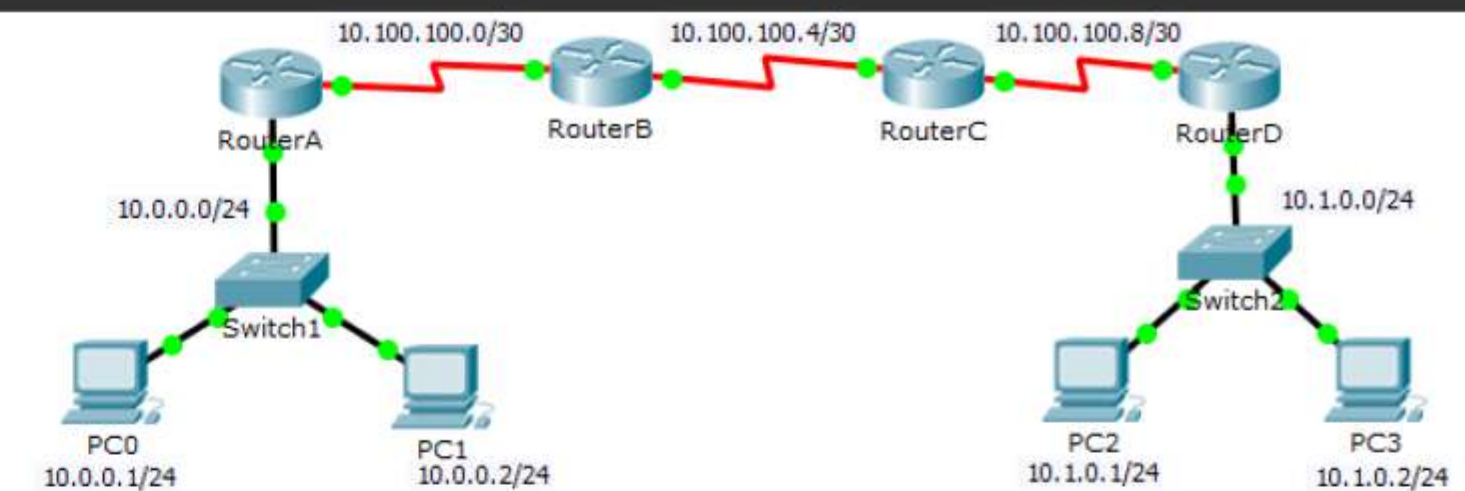 10.100.100.0/30
10.100.100.4/30
10.100.100.8/30
RouterA
RouterB
RouterC
RouterD
10.0.0.0/24
10.1.0.0/24
Switch1
Switch2
PC0
10.0.0.1/24
PC1
10.0.0.2/24
PC2
10.1.0.1/24
PC3
10.1.0.2/24